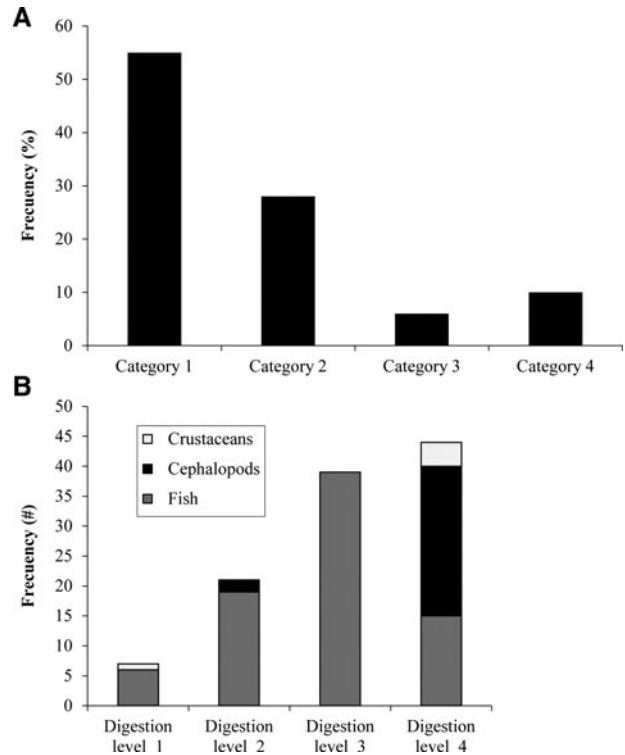 A
60
50
40
30
20
10
0
Frecuency (%)
Category 1 Category 2 Category 3 Category 4
B
50
45
40
35
30
25
20
15
10
5
0
Frecuency (#)
Crustaceans
Cephalopods
Fish
Digestion level 1 Digestion level 2 Digestion level 3 Digestion level 4